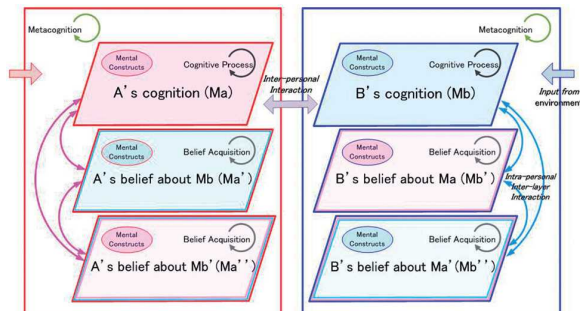 Metacognition
Mental
Constructs
Cognitive Process
A's cognition (Ma)
Mental
Constructs
Belief Acquisition
A's belief about Mb (Ma')
Mental
Constructs
Belief Acquisition
A's belief about Mb'(Ma'')
Inter-personal
Interaction
Metacognition
Mental
Constructs
Cognitive Process
B's cognition (Mb)
Input from
environment
Mental
Constructs
Belief Acquisition
B's belief about Ma (Mb')
Intra-personal
Inter-layer
Interaction
Mental
Constructs
Belief Acquisition
B's belief about Ma'(Mb'')